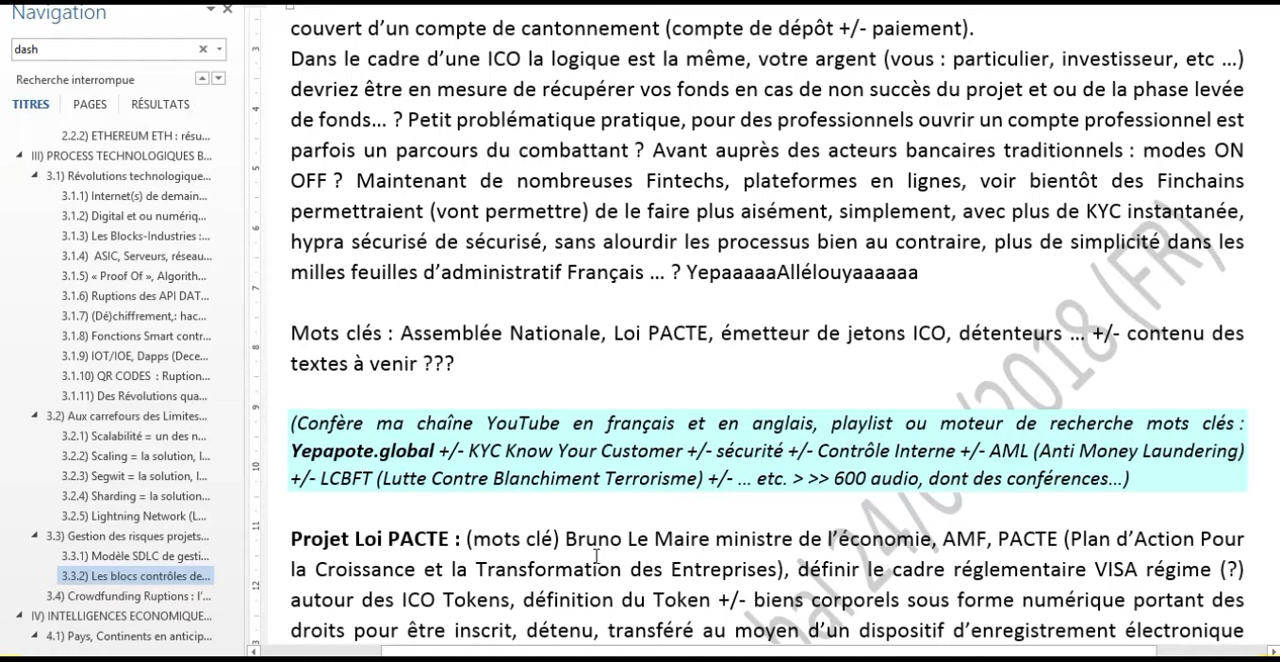 Navigation
dash
Recherche interrompue
TITRES PAGES RÉSULTATS
2.2.2) ETHEREUM ETH : résu...
III) PROCESS TECHNOLOGIQUES B...
3.1) Révolutions technologique...
3.1.1) Internet(s) de demain...
3.1.2) Digital et ou numériq...
3.1.3) Les Blocks-Industries :...
3.1.4) ASIC, Serveurs, réseau...
3.1.5) « Proof Of », Algorith...
3.1.6) Ruptions des API DAT...
3.1.7) (Dé)chiffrement,: hac...
3.1.8) Fonctions Smart contr...
3.1.9) IOT/IOE, Dapps (Dece...
3.1.10) QR CODES : Ruption...
3.1.11) Des Révolutions qua...
3.2) Aux carrefours des Limites...
3.2.1) Scalabilité = un des n...
3.2.2) Scaling = la solution, l...
3.2.3) Segwit = la solution, l...
3.2.4) Sharding = la solution...
3.2.5) Lightning Network (L...
3.3) Gestion des risques projets...
3.3.1) Modèle SDLC de gesti...
3.3.2) Les blocs contrôles de...
3.4) Crowdfunding Ruptions : l'...
IV) INTELLIGENCES ECONOMIQUE...
4.1) Pays, Continents en anticip...
couvert d'un compte de cantonnement (compte de dépôt +/- paiement).
Dans le cadre d'une ICO la logique est la même, votre argent (vous : particulier, investisseur, etc ...)
devriez être en mesure de récupérer vos fonds en cas de non succès du projet et ou de la phase levée
de fonds... ? Petit problématique pratique, pour des professionnels ouvrir un compte professionnel est
parfois un parcours du combattant ? Avant auprès des acteurs bancaires traditionnels : modes ON
OFF ? Maintenant de nombreuses Fintechs, plateformes en lignes, voir bientôt des Finchains
permettraient (vont permettre) de le faire plus aisément, simplement, avec plus de KYC instantanée,
hypra sécurisé de sécurisé, sans alourdir les processus bien au contraire, plus de simplicité dans les
milles feuilles d'administratif Français ... ? YepaaaaaAllélouyaaaaaa
Mots clés : Assemblée Nationale, Loi PACTE, émetteur de jetons ICO, détenteurs ... +/- contenu des
textes à venir ???
(Confère ma chaîne YouTube en français et en anglais, playlist ou moteur de recherche mots clés :
Yepapote.global +/- KYC Know Your Customer +/- sécurité +/- Contrôle Interne +/- AML (Anti Money Laundering)
+/- LCBFT (Lutte Contre Blanchiment Terrorisme) +/- ... etc. > >> 600 audio, dont des conférences...)
Projet Loi PACTE : (mots clé) Bruno Le Maire ministre de l'économie, AMF, PACTE (Plan d'Action Pour
la Croissance et la Transformation des Entreprises), définir le cadre réglementaire VISA régime (?)
autour des ICO Tokens, définition du Token +/- biens corporels sous forme numérique portant des
droits pour être inscrit, détenu, transféré au moyen d'un dispositif d'enregistrement électronique